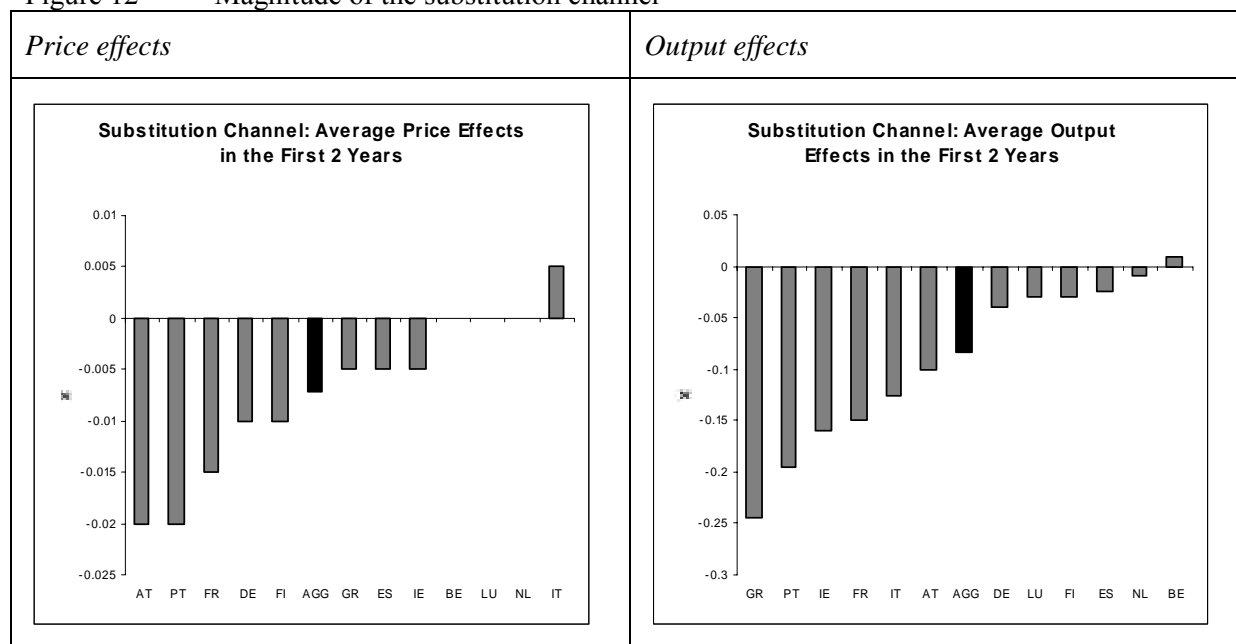 Figure 12 Magnitude of the substitution channel
Price effects
Output effects
Substitution Channel: Average Price Effects
in the First 2 Years
0.01
0.005
0
-0.005
-0.01
-0.015
-0.02
-0.025
AT PT FR DE FI AGG GR ES IE BE LU NL IT
Substitution Channel: Average Output
Effects in the First 2 Years
0.05
0
-0.05
-0.1
-0.15
-0.2
-0.25
-0.3
GR PT IE FR IT AT AGG DE LU FI ES NL BE